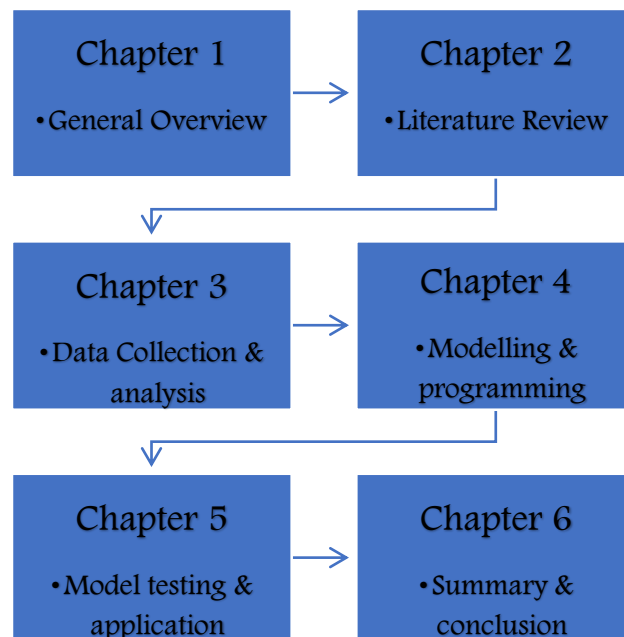 Chapter 1
•General Overview
Chapter 2
•Literature Review
Chapter 3
•Data Collection &
analysis
Chapter 4
•Modelling &
programming
Chapter 5
•Model testing &
application
Chapter 6
•Summary &
conclusion